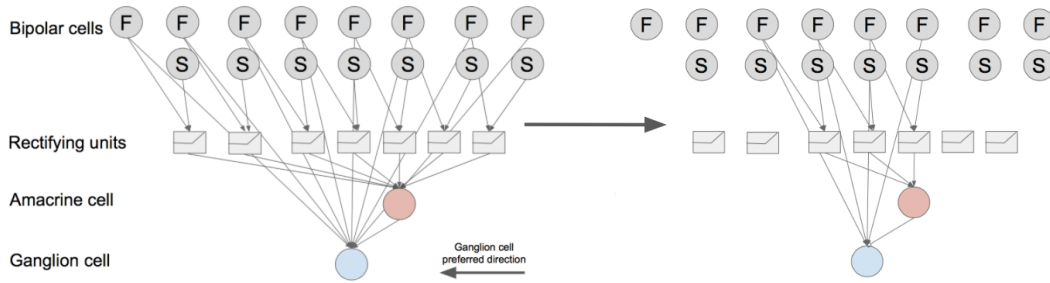 Bipolar cells
F F F F F F F F
F F F F F F F F
S S S S S S S
S S S S S S S
Rectifying units
Amacrine cell
Ganglion cell
Ganglion cell
preferred direction